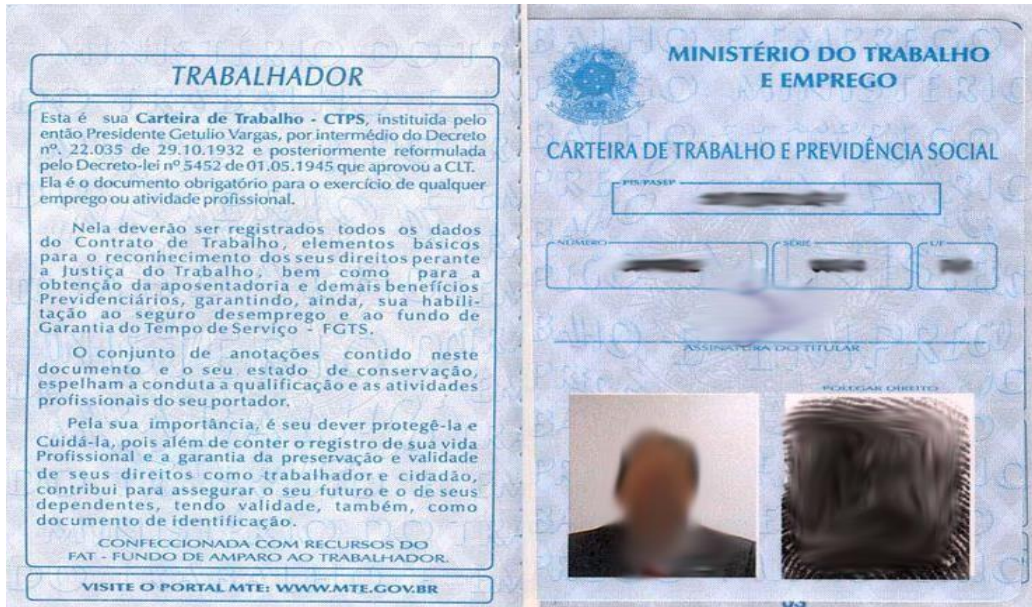 TRABALHADOR
Esta é sua Carteira de Trabalho - CTPS, instituida pelo
então Presidente Getulio Vargas, por intermédio do Decreto
nº. 22.035 de 29.10.1932 e posteriormente reformulada
pelo Decreto-lei nº 5452 de 01.05.1945 que aprovou a CLT.
Ela é o documento obrigatório para o exercício de qualquer
emprego ou atividade profissional.
Nela deverão ser registrados todos os dados
do Contrato de Trabalho, elementos básicos
para o reconhecimento dos seus direitos perante
a Justiça do Trabalho, bem como para a
obtenção da aposentadoria e demais benefícios
Previdenciários, garantindo, ainda, sua habili-
tação ao seguro desemprego e ao fundo de
Garantia do Tempo de Serviço - FGTS.
O conjunto de anotações contido neste
documento e o seu estado de conservação,
espelham a conduta a qualificação e as atividades
profissionais do seu portador.
Pela sua importância, é seu dever protegê-la e
Cuidá-la, pois além de conter o registro de sua vida
Profissional e a garantia da preservação e validade
de seus direitos como trabalhador e cidadão,
contribui para assegurar o seu futuro e o de seus
dependentes, tendo validade, também, como
documento de identificação.
CONFECCIONADA COM RECURSOS DO
FAT - FUNDO DE AMPARO AO TRABALHADOR.
VISITE O PORTAL MTE: WWW.MTE.GOV.BR
MINISTÉRIO DO TRABALHO
E EMPREGO
CARTEIRA DE TRABALHO E PREVIDÊNCIA SOCIAL
PIS/PASEP
NÚMERO SÉRIE UF
ASSINATURA DO TITULAR
POLEGAR DIREITO